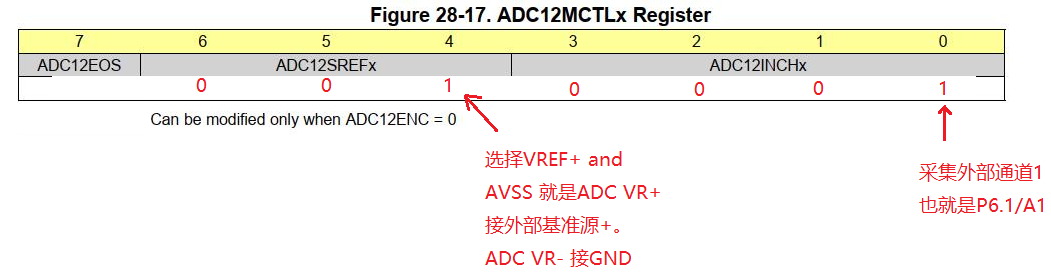 Figure 28-17. ADC12MCTLx Register
7 6 5 4 3 2 1 0
ADC12EOS ADC12SREFx ADC12INCHx
0 0 1 0 0 0 1
Can be modified only when ADC12ENC = 0
选择VREF+ and
AVSS 就是ADC VR+
接外部基准源+。
ADC VR- 接GND
采集外部通道1
也就是P6.1/A1